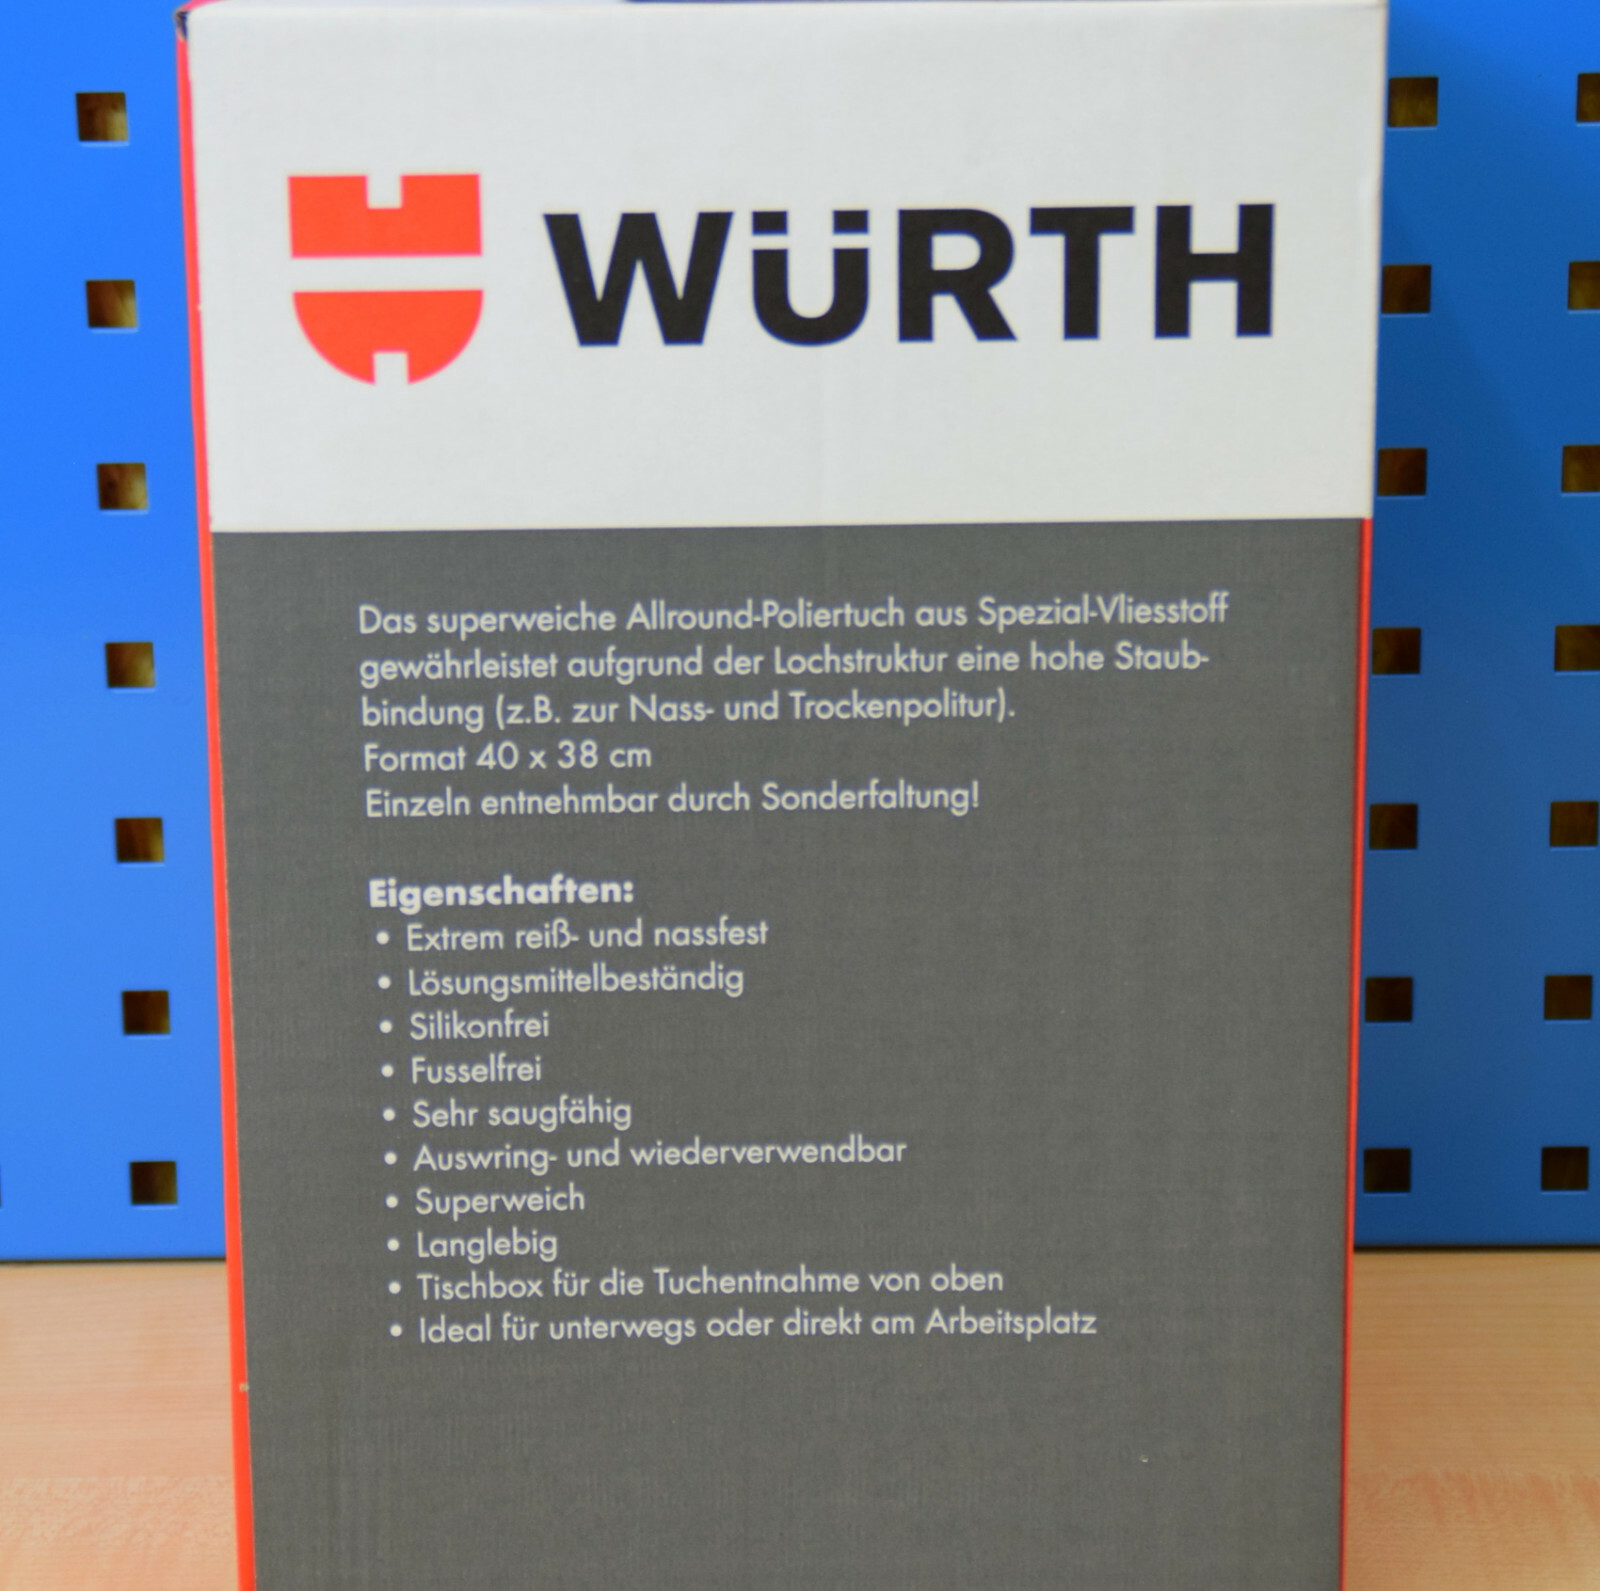 WÜRTH
Das superweiche Allround-Poliertuch aus Spezial-Vliesstoff
gewährleistet aufgrund der Lochstruktur eine hohe Staub-
bindung (z.B. zur Nass- und Trockenpolitur).
Format 40 x 38 cm
Einzeln entnehmbar durch Sonderfaltung!
Eigenschaften:
• Extrem reiß- und nassfest
• Lösungsmittelbeständig
• Silikonfrei
• Fusselfrei
• Sehr saugfähig
• Auswring- und wiederverwendbar
• Superweich
• Langlebig
• Tischbox für die Tuchentnahme von oben
• Ideal für unterwegs oder direkt am Arbeitsplatz